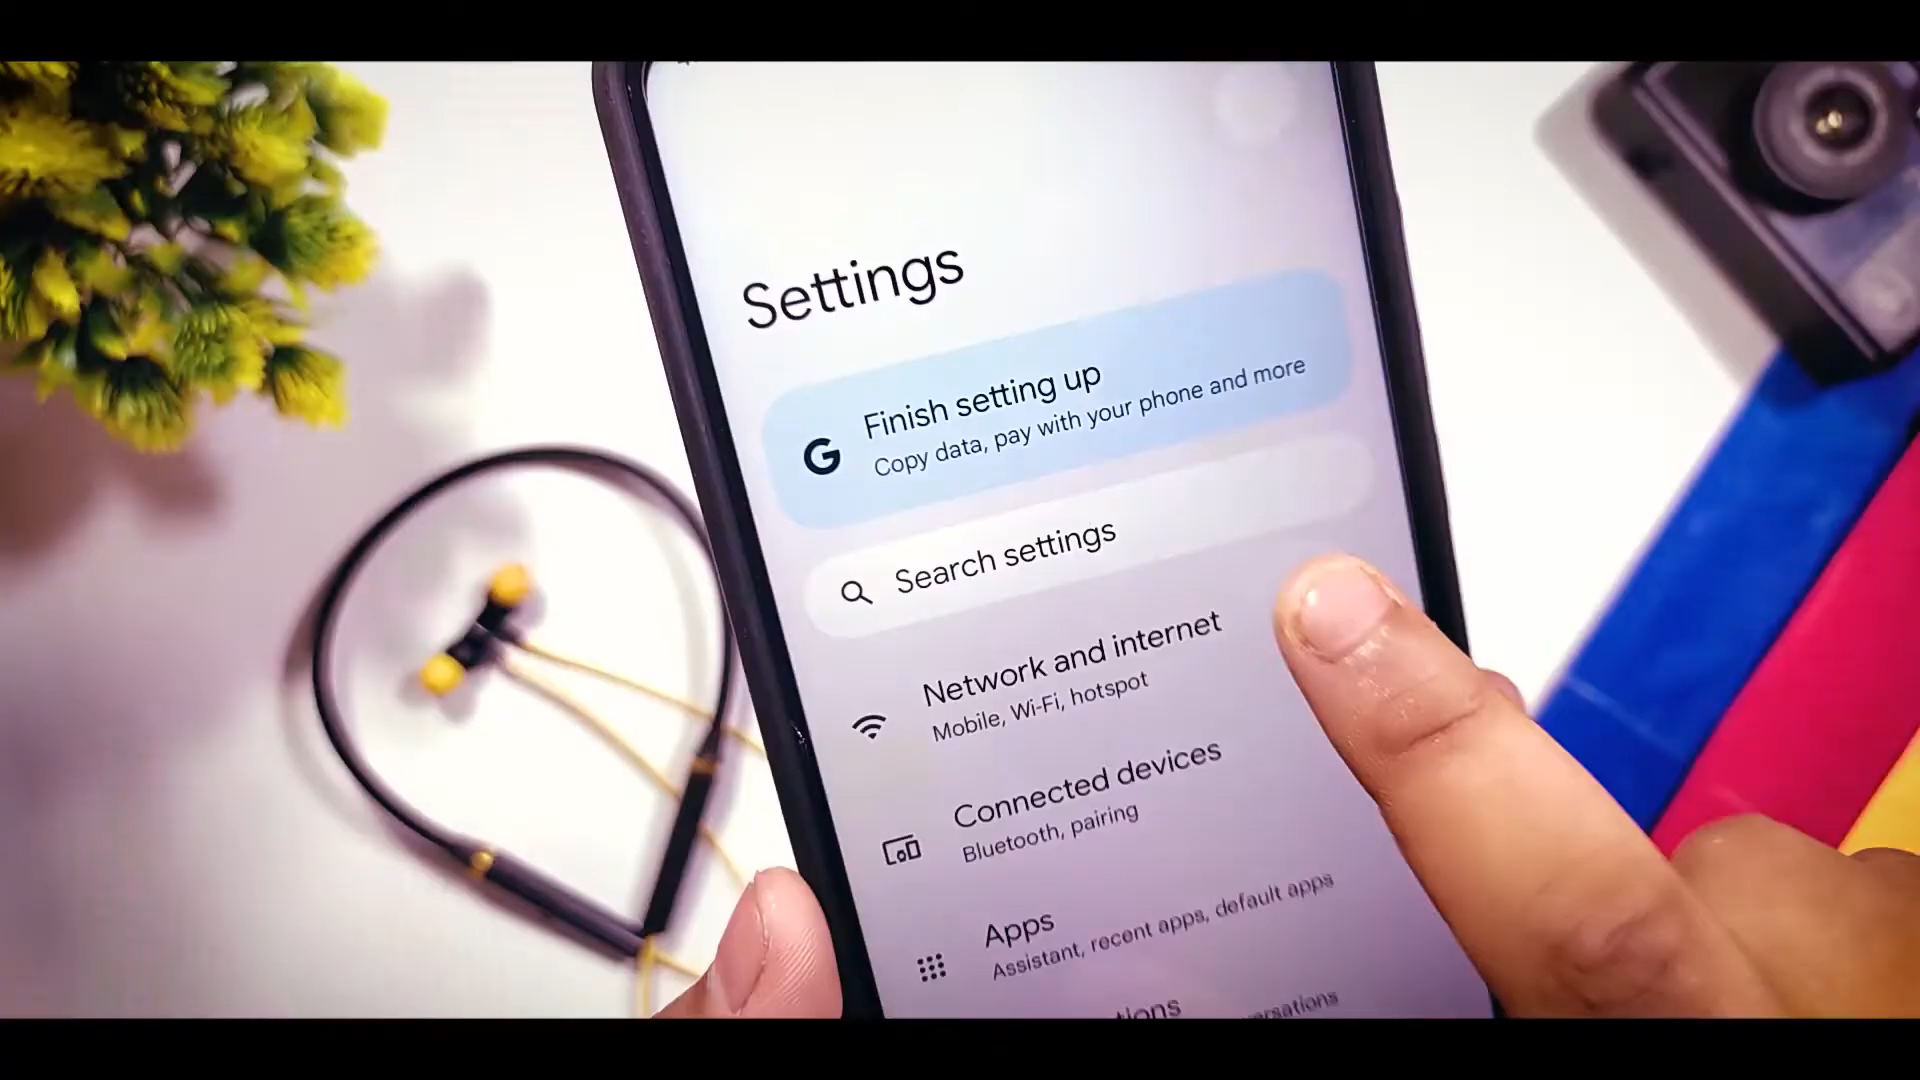 Settings
Finish setting up
Copy data, pay with your phone and more
Search settings
Network and internet
Mobile, Wi-Fi, hotspot
Connected devices
Bluetooth, pairing
Apps
Assistant, recent apps, default apps